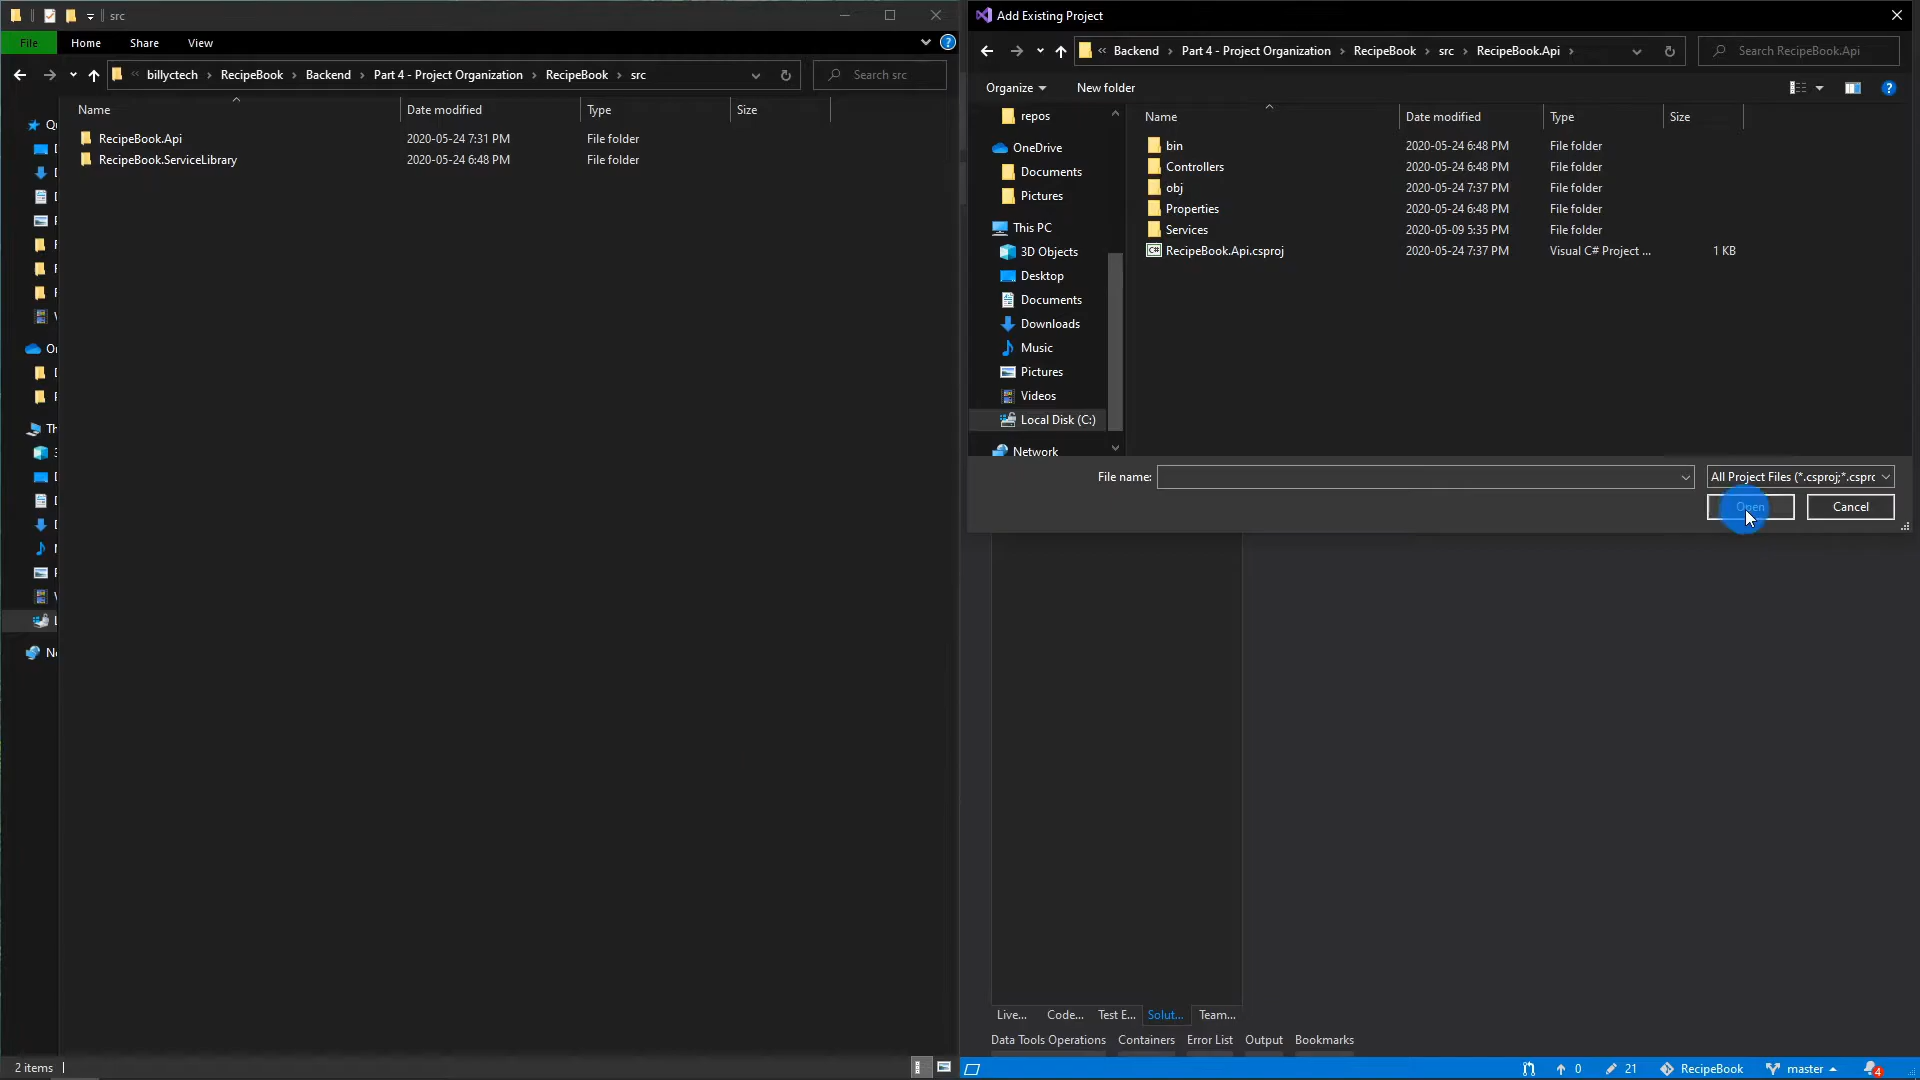 src
File Home Share View
billyctech > RecipeBook > Backend > Part 4 - Project Organization > RecipeBook > src
Search src
Name Date modified Type Size
RecipeBook.Api 2020-05-24 7:31 PM File folder
RecipeBook.ServiceLibrary 2020-05-24 6:48 PM File folder
2 items
Add Existing Project
Backend > Part 4 - Project Organization > RecipeBook > src > RecipeBook.Api >
Search RecipeBook.Api
Organize New folder
repos
OneDrive
Documents
Pictures
This PC
3D Objects
Desktop
Documents
Downloads
Music
Pictures
Videos
Local Disk (C:)
Network
Name Date modified Type Size
bin 2020-05-24 6:48 PM File folder
Controllers 2020-05-24 6:48 PM File folder
obj 2020-05-24 7:37 PM File folder
Properties 2020-05-24 6:48 PM File folder
Services 2020-05-09 5:35 PM File folder
RecipeBook.Api.csproj 2020-05-24 7:37 PM Visual C# Project ... 1 KB
File name:
All Project Files (*.csproj;*.csprc
Open Cancel
Live... Code... Test E... Solut... Team...
Data Tools Operations Containers Error List Output Bookmarks
0 21 RecipeBook master 4